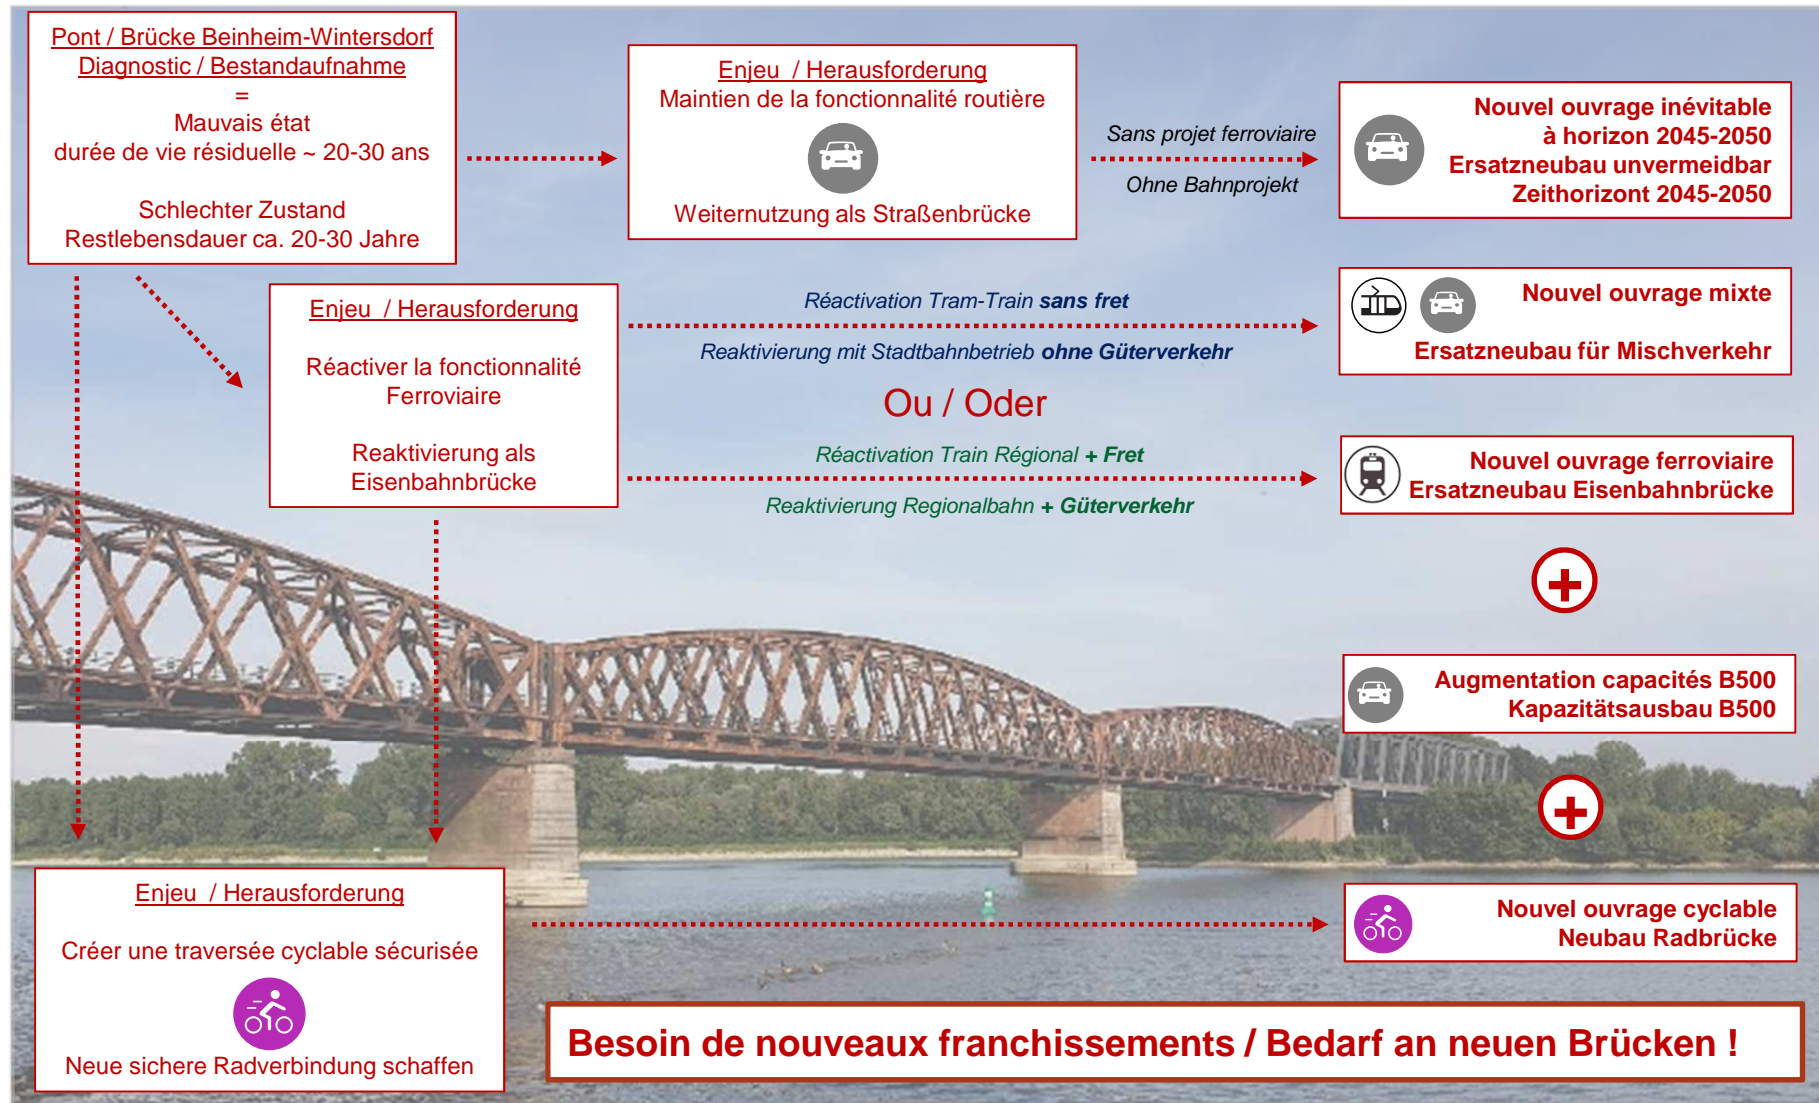 Pont / Brücke Beinheim-Wintersdorf
Diagnostic / Bestandaufnahme
=
Mauvais état
durée de vie résiduelle ~ 20-30 ans
Schlechter Zustand
Restlebensdauer ca. 20-30 Jahre
Enjeu / Herausforderung
Maintien de la fonctionnalité routière
Weiternutzung als Straßenbrücke
Sans projet ferroviaire
Ohne Bahnprojekt
Nouvel ouvrage inévitable
à horizon 2045-2050
Ersatzneubau unvermeidbar
Zeithorizont 2045-2050
Enjeu / Herausforderung
Réactiver la fonctionnalité
Ferroviaire
Reaktivierung als
Eisenbahnbrücke
Réactivation Tram-Train sans fret
Reaktivierung mit Stadtbahnbetrieb ohne Güterverkehr
Nouvel ouvrage mixte
Ersatzneubau für Mischverkehr
Ou / Oder
Réactivation Train Régional + Fret
Reaktivierung Regionalbahn + Güterverkehr
Nouvel ouvrage ferroviaire
Ersatzneubau Eisenbahnbrücke
+
Augmentation capacités B500
Kapazitätsausbau B500
+
Enjeu / Herausforderung
Créer une traversée cyclable sécurisée
Neue sichere Radverbindung schaffen
Nouvel ouvrage cyclable
Neubau Radbrücke
Besoin de nouveaux franchissements / Bedarf an neuen Brücken !